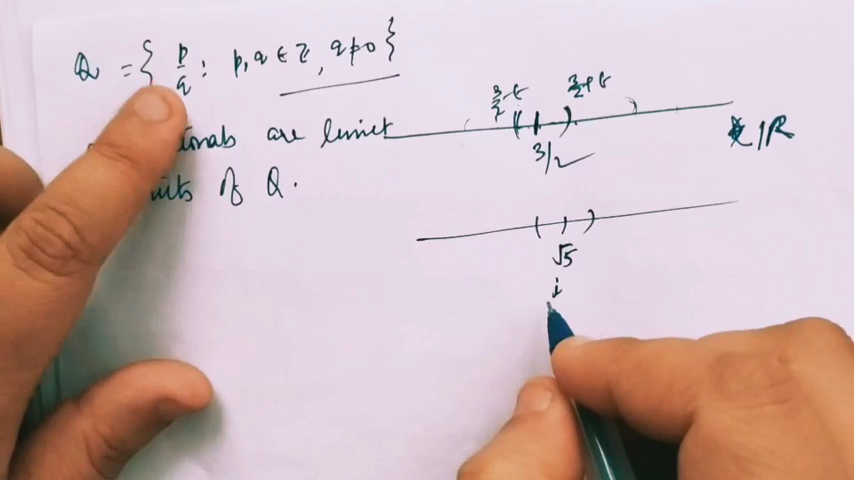 Q = { p/q : p, q ∈ Z, q ≠ 0 }
are limit
of Q.
3/2 - ε
3/2 + ε
3/2
IR
√5
i